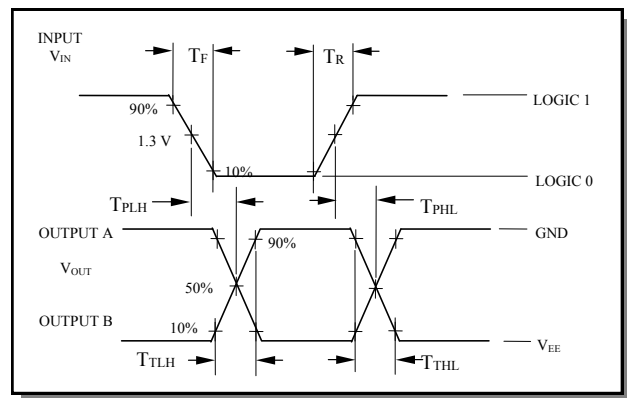 INPUT
VIN
TF
TR
90%
LOGIC 1
1.3 V
10%
LOGIC 0
TPLH
TPHL
OUTPUT A
90%
GND
VOUT
50%
OUTPUT B
10%
VEE
TTLH
TTHL